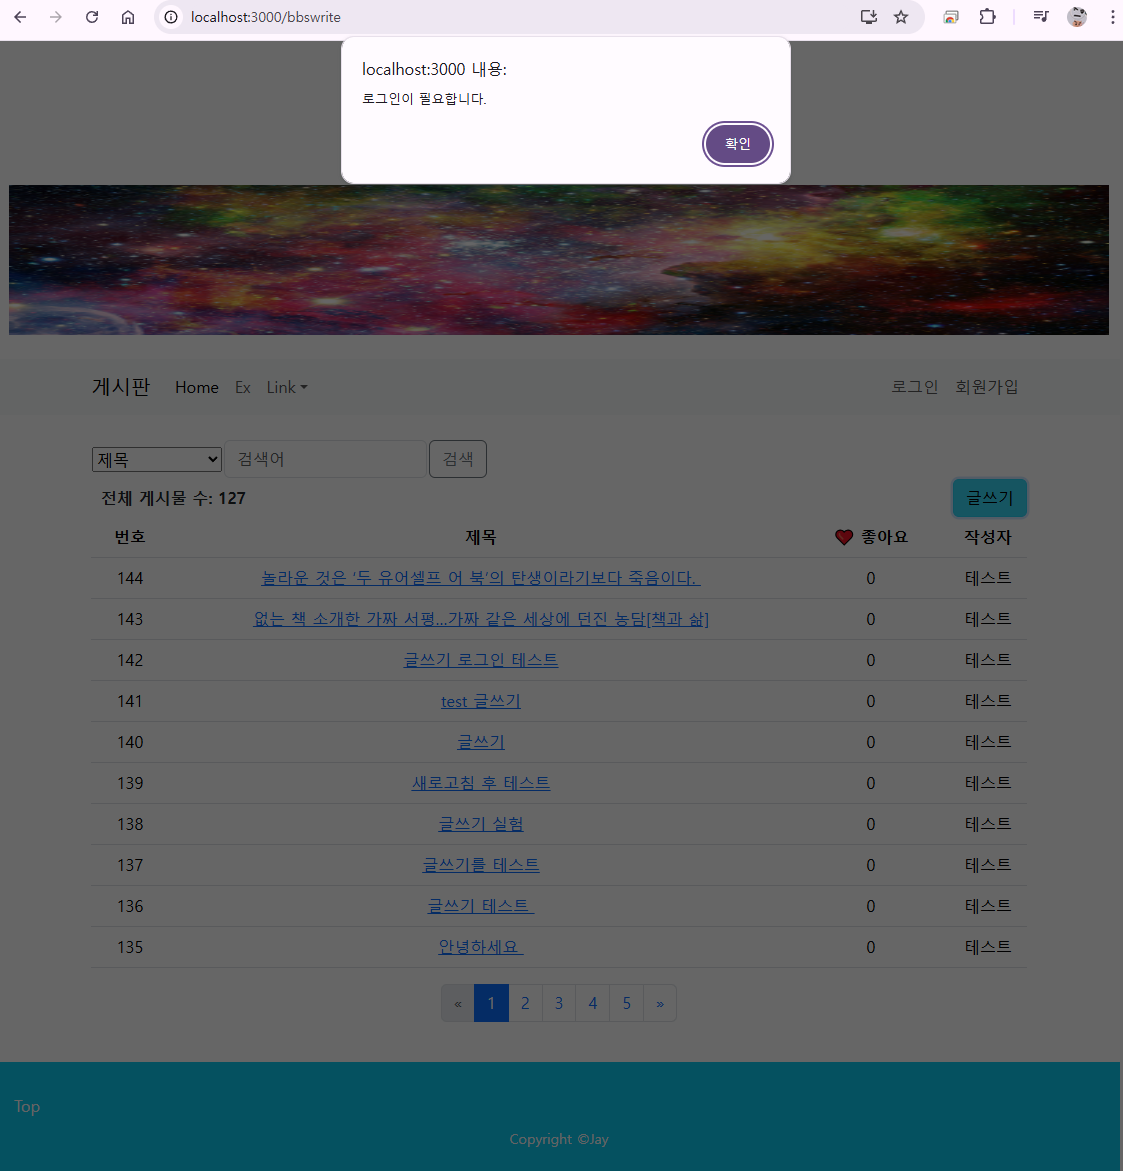 localhost:3000/bbswrite
localhost:3000 내용:
로그인이 필요합니다.
확인
게시판 Home Ex Link 로그인 회원가입
제목 검색어 검색
전체 게시물 수: 127 글쓰기
번호 제목 ❤️ 좋아요 작성자
144 놀라운 것은 ‘두 유어셀프 어 북’의 탄생이라기보다 죽음이다. 0 테스트
143 없는 책 소개한 가짜 서평…가짜 같은 세상에 던진 농담[책과 삶] 0 테스트
142 글쓰기 로그인 테스트 0 테스트
141 test 글쓰기 0 테스트
140 글쓰기 0 테스트
139 새로고침 후 테스트 0 테스트
138 글쓰기 실험 0 테스트
137 글쓰기를 테스트 0 테스트
136 글쓰기 테스트 0 테스트
135 안녕하세요 0 테스트
« 1 2 3 4 5 »
Top
Copyright ©Jay